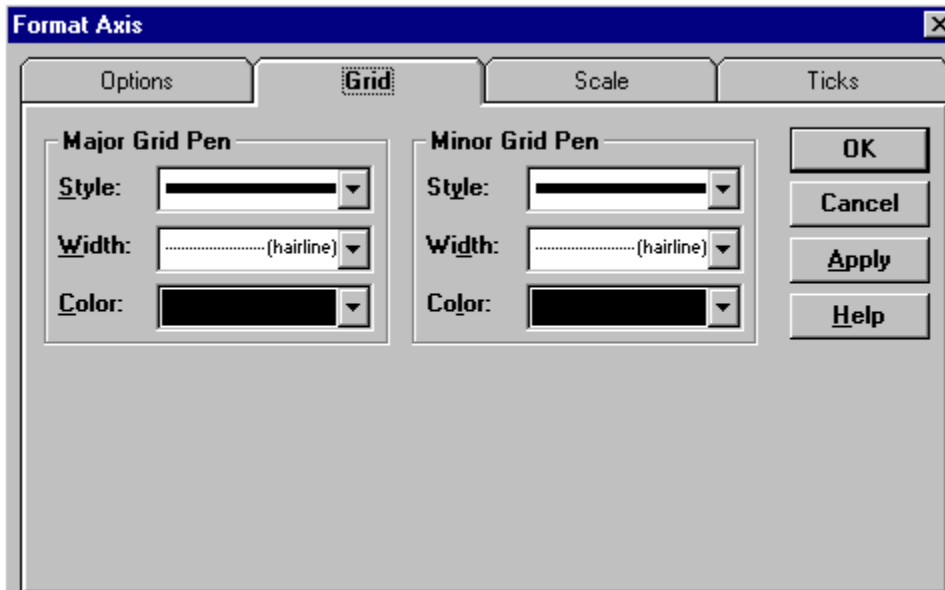 Format Axis
Options Grid Scale Ticks
Major Grid Pen Minor Grid Pen
OK
Style: Style:
Cancel
Width: (hairline) Width: (hairline)
Apply
Color: Color:
Help